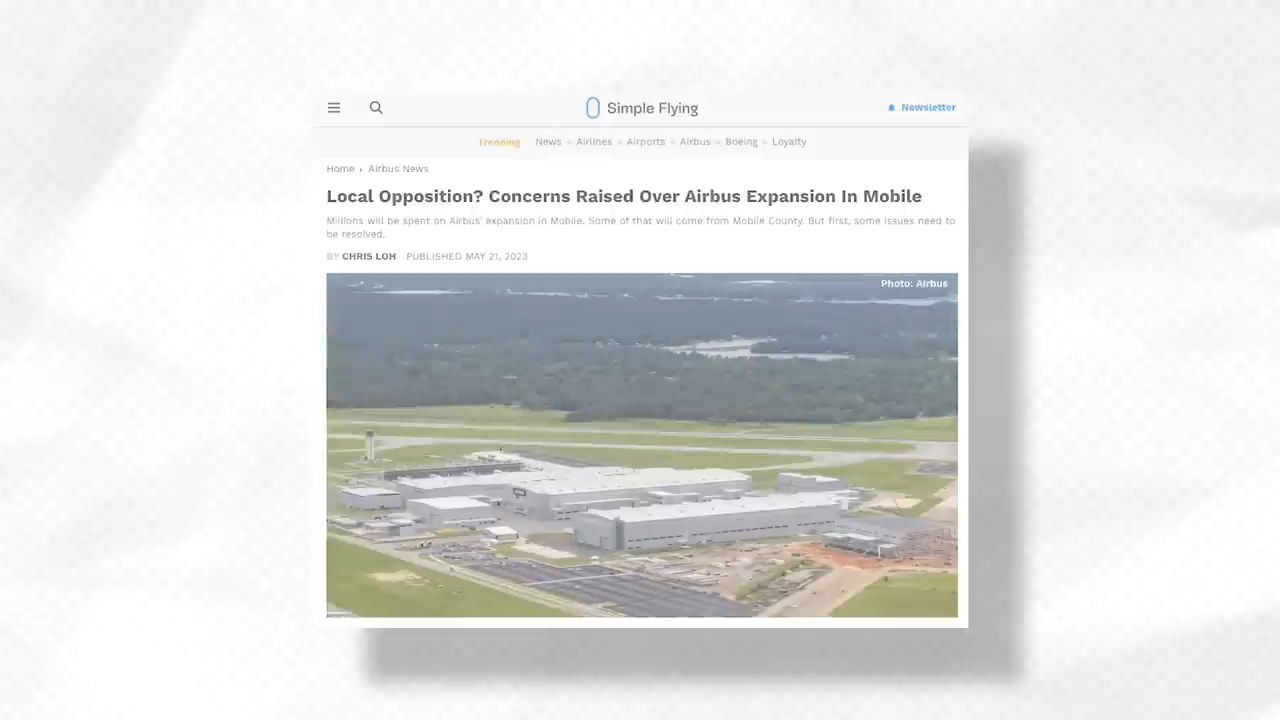 Simple Flying
Newsletter
Trending News Airlines Airports Airbus Boeing Loyalty
Home › Airbus News
Local Opposition? Concerns Raised Over Airbus Expansion In Mobile
Millions will be spent on Airbus' expansion in Mobile. Some of that will come from Mobile County. But first, some issues need to
be resolved.
BY CHRIS LOH PUBLISHED MAY 21, 2023
Photo: Airbus